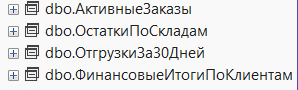 dbo.АктивныеЗаказы
dbo.ОстаткиПоСкладам
dbo.ОтгрузкиЗа30Дней
dbo.ФинансовыеИтогиПоКлиентам